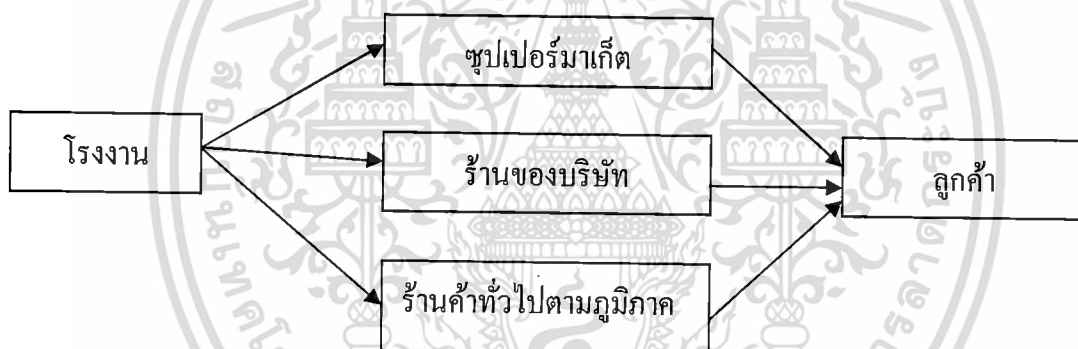 ซุปเปอร์มาเก็ต
โรงงาน
ร้านของบริษัท
ลูกค้า
ร้านค้าทั่วไปตามภูมิภาค